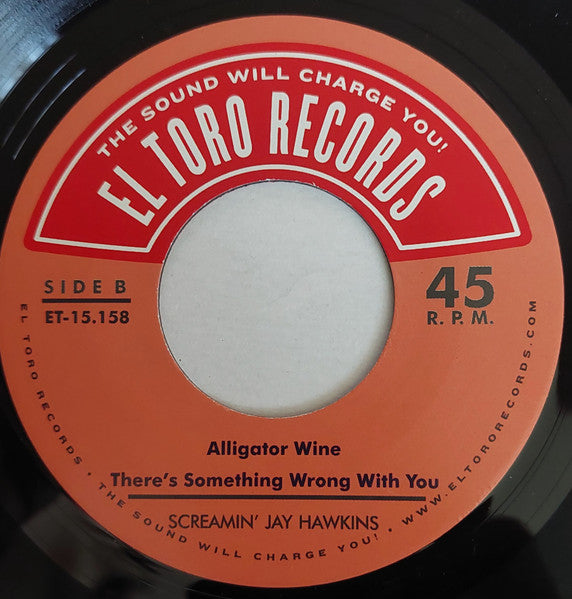 THE SOUND WILL CHARGE YOU!
EL TORO RECORDS
SIDE B
ET-15.158
45
R. P. M.
Alligator Wine
There's Something Wrong With You
SCREAMIN' JAY HAWKINS
EL TORO RECORDS • THE SOUND WILL CHARGE YOU! • WWW.ELTORORECORDS.COM